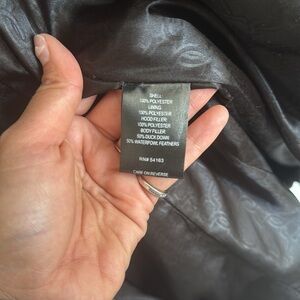 SHELL
100% POLYESTER
LINING
100% POLYESTER
HOOD FILLER
100% POLYESTER
BODY FILLER
50% DUCK DOWN
50% WATERFOWL FEATHERS
RN# 54163
CARE ON REVERSE